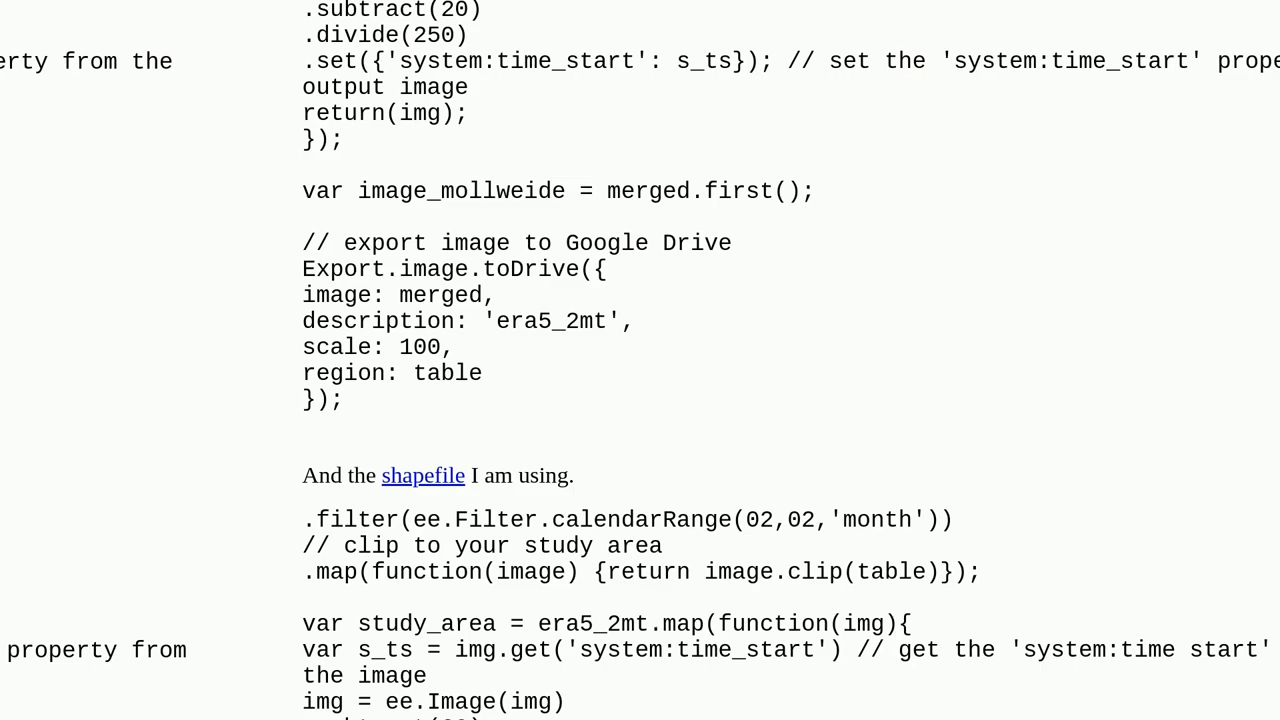 .subtract(20)
.divide(250)
erty from the .set({'system:time_start': s_ts}); // set the 'system:time_start' prope
output image
return(img);
});
var image_mollweide = merged.first();
// export image to Google Drive
Export.image.toDrive({
image: merged,
description: 'era5_2mt',
scale: 100,
region: table
});
And the shapefile I am using.
.filter(ee.Filter.calendarRange(02,02,'month'))
// clip to your study area
.map(function(image) {return image.clip(table)});
var study_area = era5_2mt.map(function(img){
property from var s_ts = img.get('system:time_start') // get the 'system:time start'
the image
img = ee.Image(img)